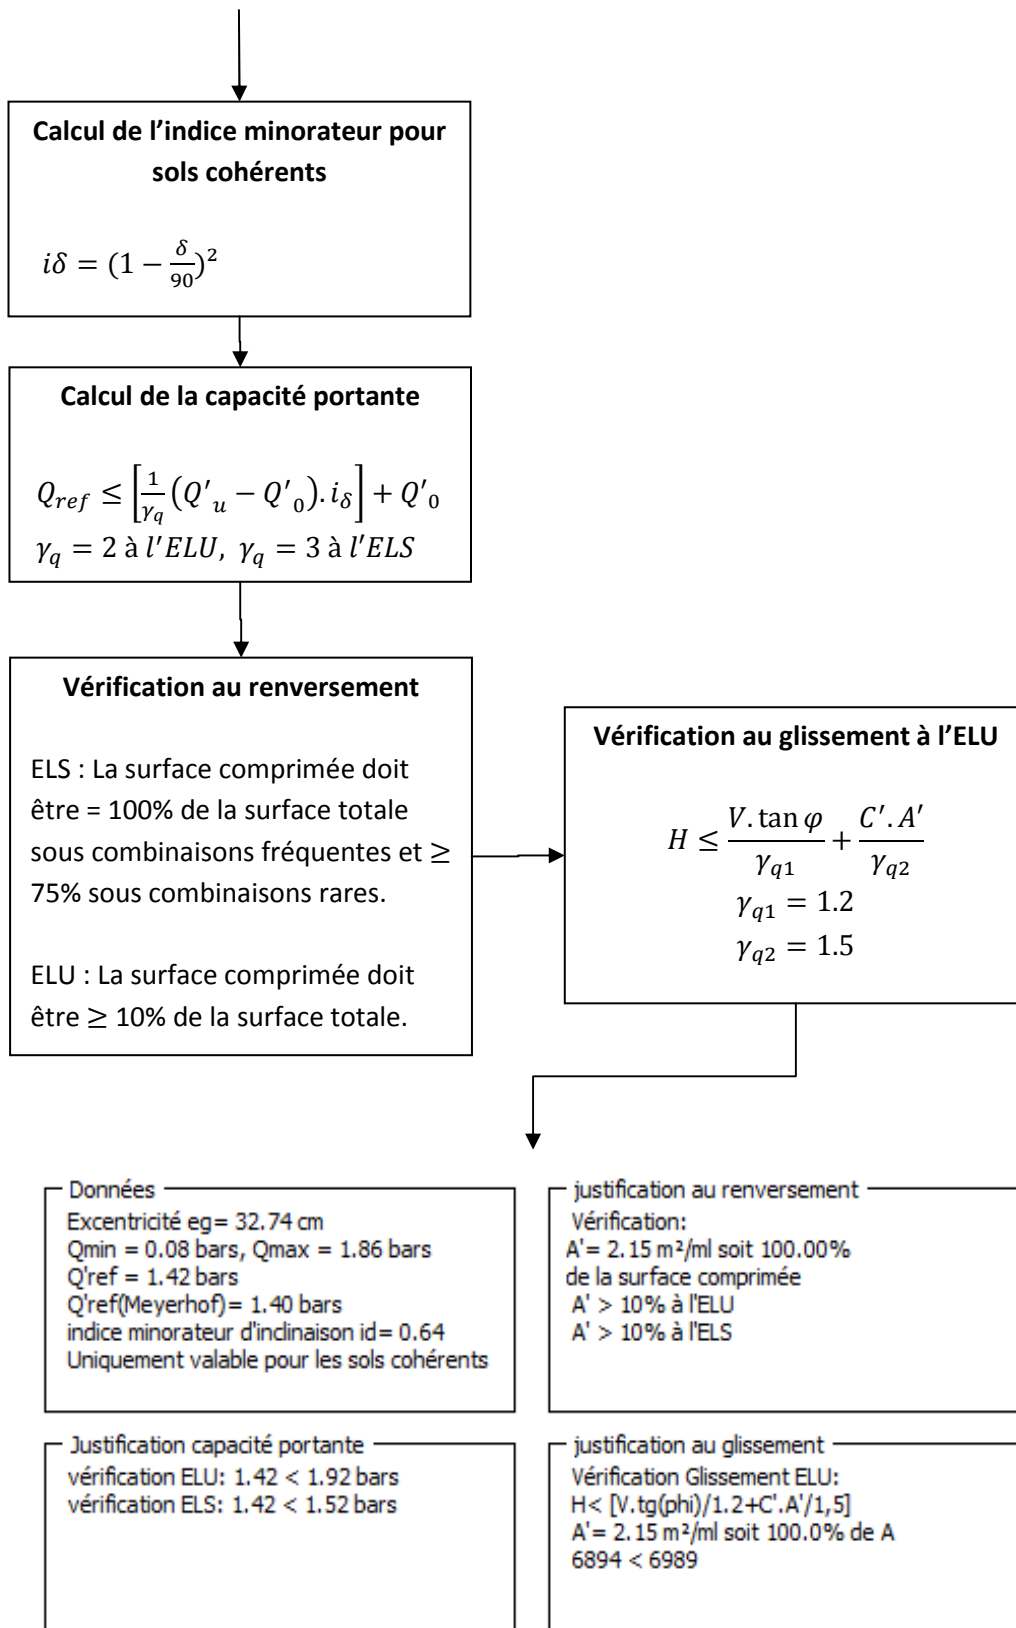 Calcul de l'indice minorateur pour
sols cohérents
iδ = (1 − δ/90)²
Calcul de la capacité portante
Q_ref ≤ [1/γ_q (Q'_u − Q'_0). i_δ] + Q'_0
γ_q = 2 à l'ELU, γ_q = 3 à l'ELS
Vérification au renversement
ELS : La surface comprimée doit
être = 100% de la surface totale
sous combinaisons fréquentes et ≥
75% sous combinaisons rares.
ELU : La surface comprimée doit
être ≥ 10% de la surface totale.
Vérification au glissement à l'ELU
H ≤ V. tan φ/γ_q1 + C'. A'/γ_q2
γ_q1 = 1.2
γ_q2 = 1.5
Données
Excentricité eg= 32.74 cm
Qmin = 0.08 bars, Qmax = 1.86 bars
Q'ref = 1.42 bars
Q'ref(Meyerhof)= 1.40 bars
indice minorateur d'inclinaison id= 0.64
Uniquement valable pour les sols cohérents
justification au renversement
Vérification:
A'= 2.15 m²/ml soit 100.00%
de la surface comprimée
A' > 10% à l'ELU
A' > 10% à l'ELS
Justification capacité portante
vérification ELU: 1.42 < 1.92 bars
vérification ELS: 1.42 < 1.52 bars
justification au glissement
Vérification Glissement ELU:
H< [V.tg(phi)/1.2+C'.A'/1,5]
A'= 2.15 m²/ml soit 100.0% de A
6894 < 6989